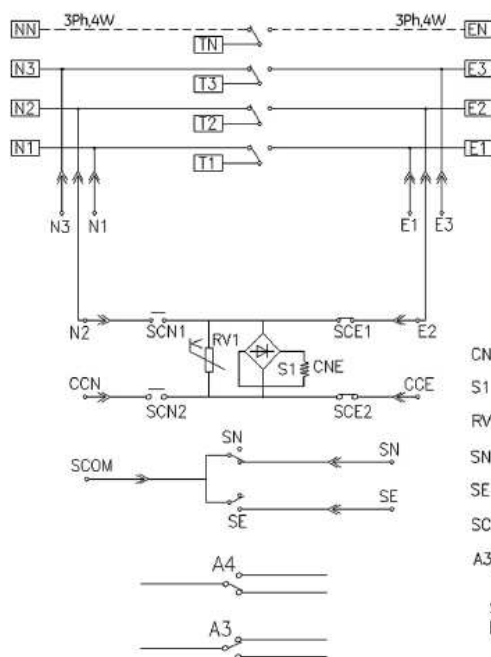 NN 3Ph,4W 3Ph,4W EN
TN
N3 E3
T3
N2 E2
T2
N1 E1
T1
N3 N1 E1 E3
N2 SCN1 SCE1 E2
RV1
S1 CNE
CCN CCE
SCN2 SCE2
SN
SCOM SN
SE
SE
A4
A3
CN
S1
RV
SN
SE
SC
A3